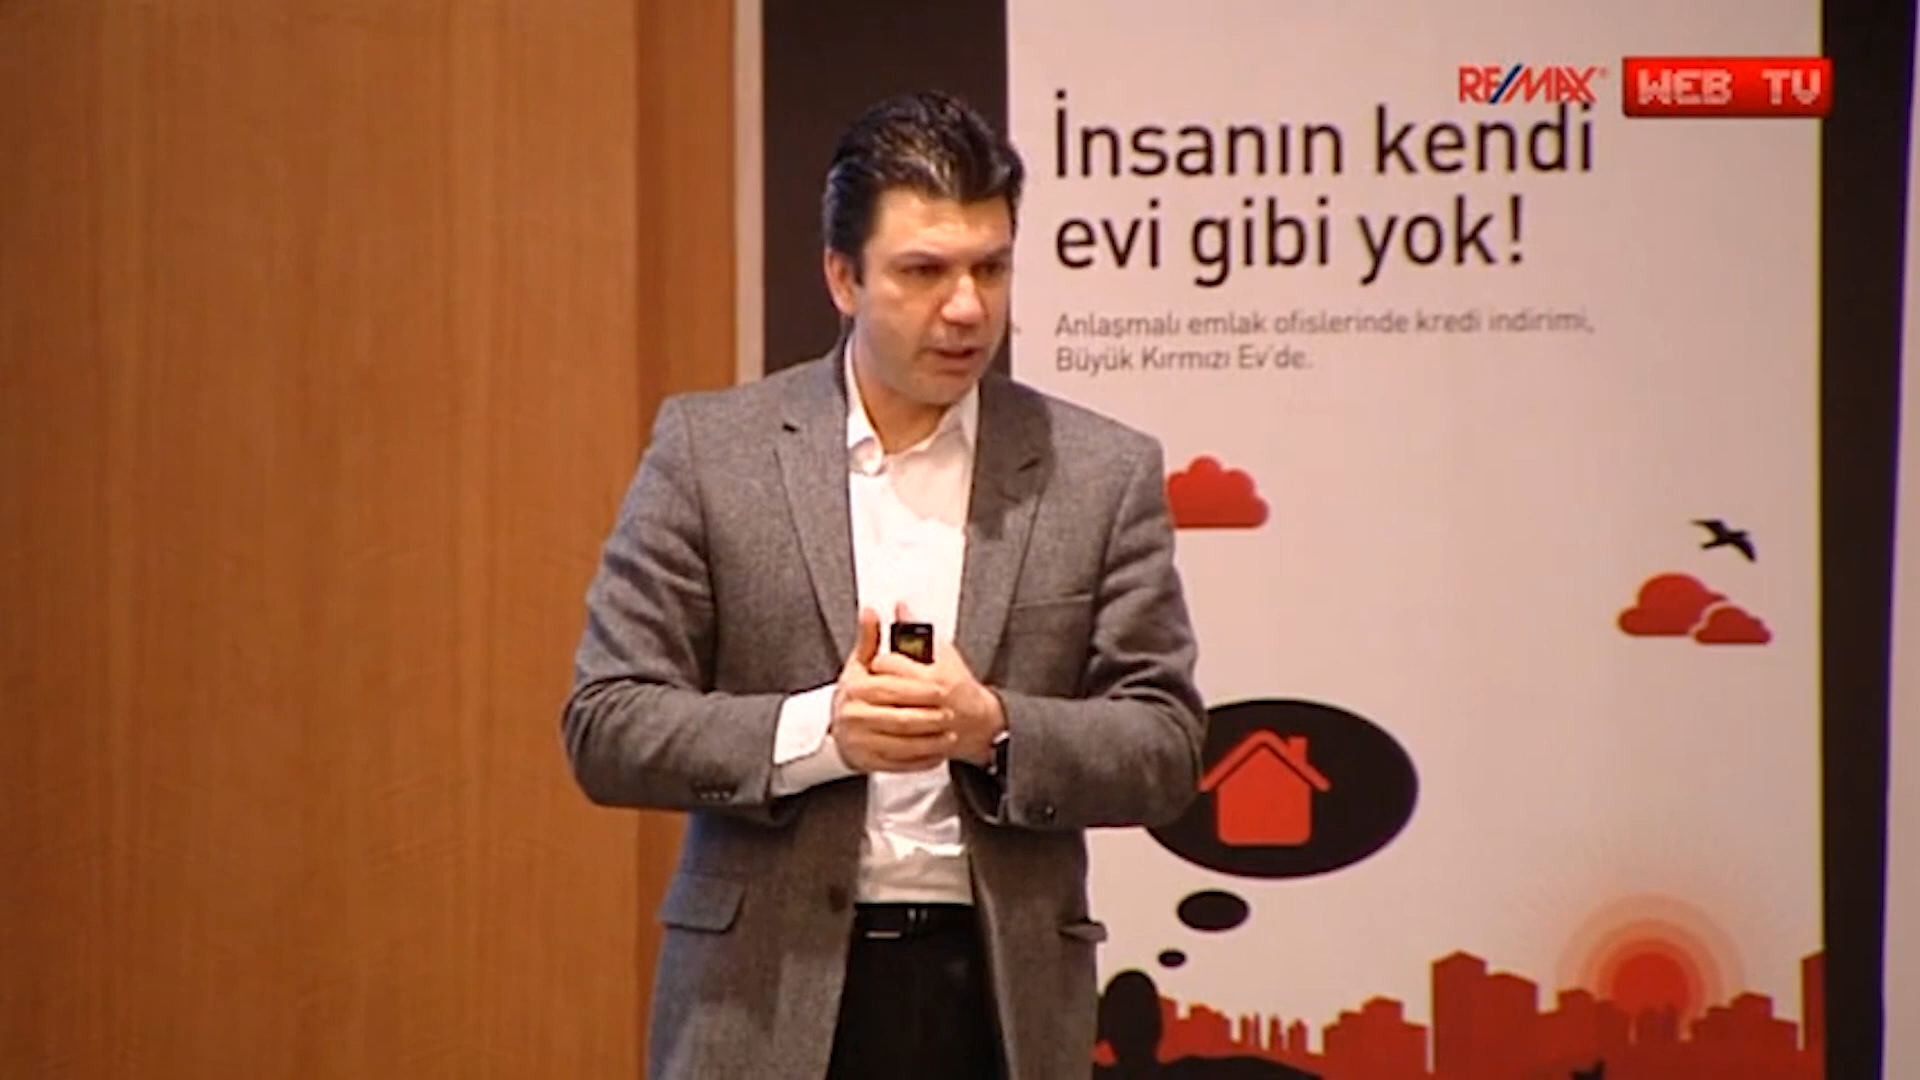 RE/MAX
WEB TV
İnsanın kendi
evi gibi yok!
Anlaşmalı emlak ofislerinde kredi indirimi,
Büyük Kırmızı Ev'de.